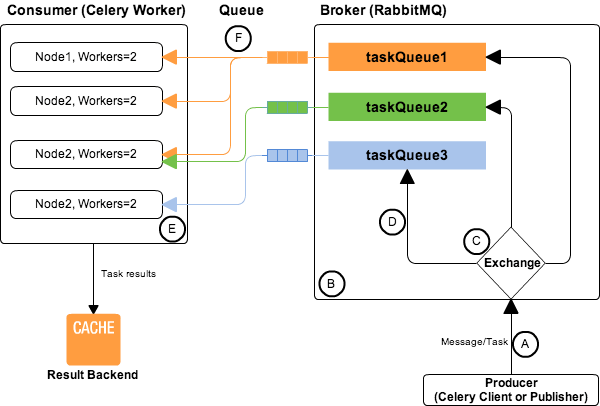 Consumer (Celery Worker)
Queue
Broker (RabbitMQ)
F
Node1, Workers=2
taskQueue1
Node2, Workers=2
taskQueue2
Node2, Workers=2
taskQueue3
Node2, Workers=2
D
E
C
Exchange
B
Task results
CACHE
Result Backend
Message/Task
A
Producer
(Celery Client or Publisher)